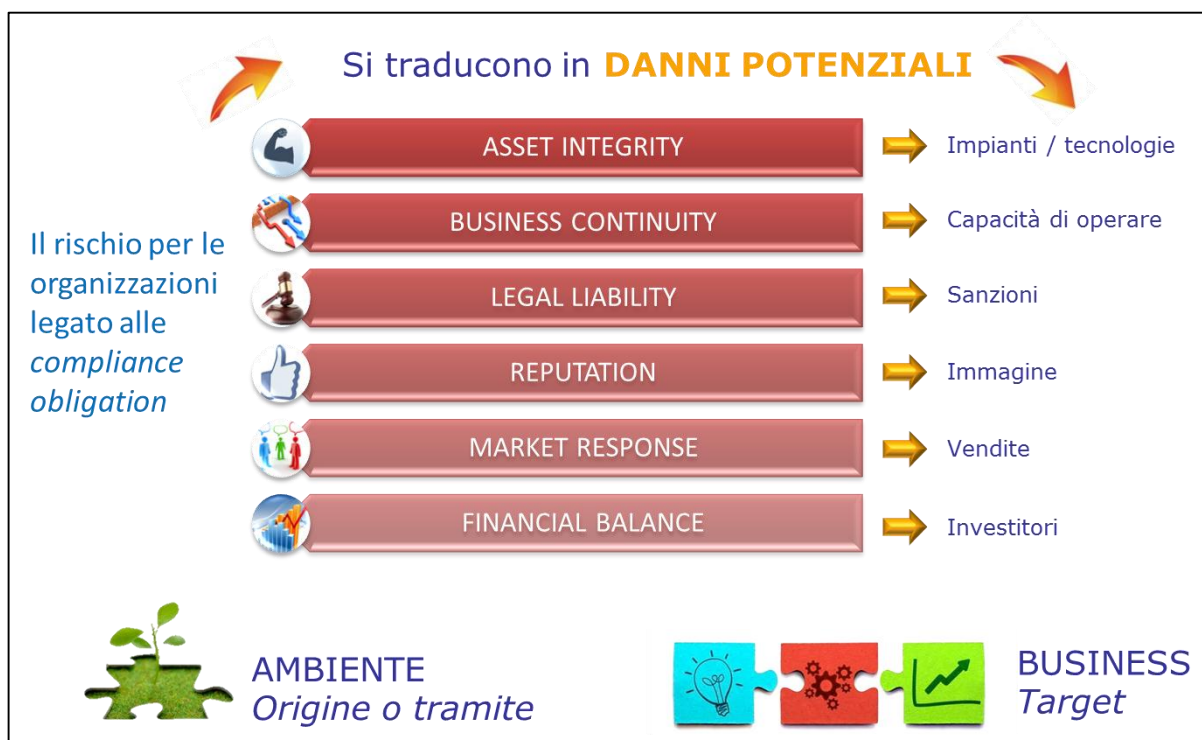 Si traducono in DANNI POTENZIALI
Il rischio per le
organizzazioni
legato alle
compliance
obligation
ASSET INTEGRITY
Impianti / tecnologie
BUSINESS CONTINUITY
Capacità di operare
LEGAL LIABILITY
Sanzioni
REPUTATION
Immagine
MARKET RESPONSE
Vendite
FINANCIAL BALANCE
Investitori
AMBIENTE
Origine o tramite
BUSINESS
Target